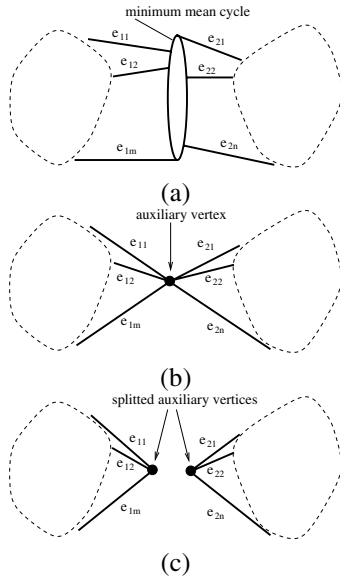 minimum mean cycle
e11 e21
e12 e22
e1m e2n
(a)
auxiliary vertex
e11 e21
e12 e22
e1m e2n
(b)
splitted auxiliary vertices
e11 e21
e12 e22
e1m e2n
(c)